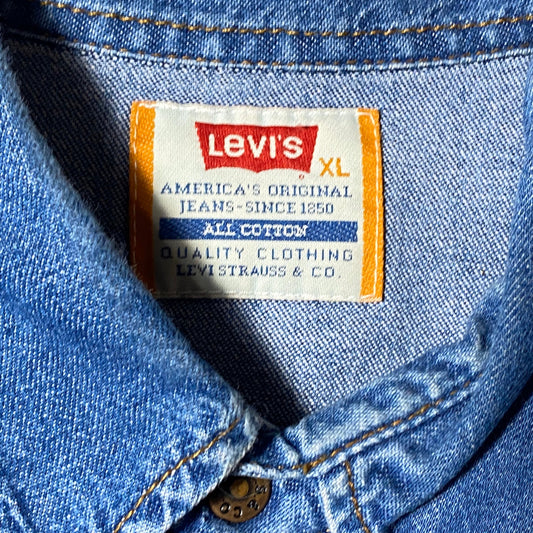 Levi's
XL
AMERICA'S ORIGINAL
JEANS-SINCE 1850
ALL COTTON
QUALITY CLOTHING
LEVI STRAUSS & CO.